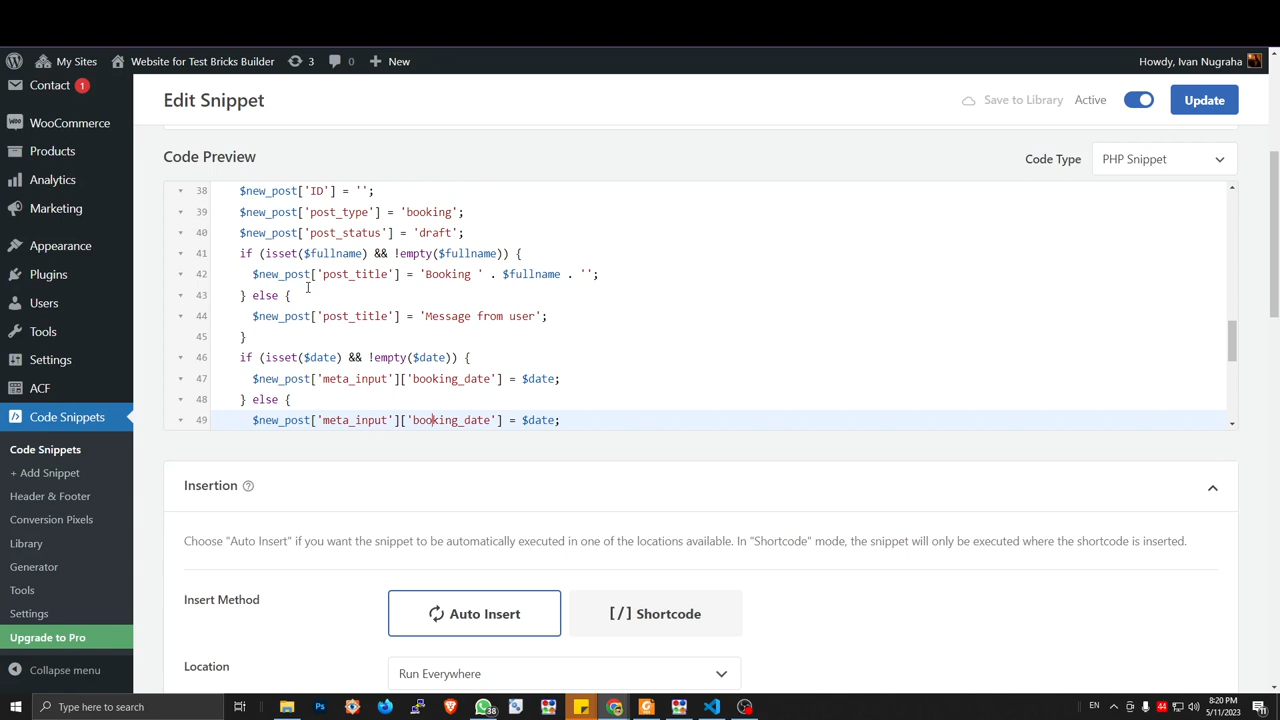 My Sites
Website for Test Bricks Builder
3
0
New
Howdy, Ivan Nugraha
Contact 1
WooCommerce
Products
Analytics
Marketing
Appearance
Plugins
Users
Tools
Settings
ACF
Code Snippets
Code Snippets
+ Add Snippet
Header & Footer
Conversion Pixels
Library
Generator
Tools
Settings
Upgrade to Pro
Collapse menu
Edit Snippet
Save to Library
Active
Update
Code Preview
Code Type
PHP Snippet
38 $new_post['ID'] = '';
39 $new_post['post_type'] = 'booking';
40 $new_post['post_status'] = 'draft';
41 if (isset($fullname) && !empty($fullname)) {
42 $new_post['post_title'] = 'Booking ' . $fullname . '';
43 } else {
44 $new_post['post_title'] = 'Message from user';
45 }
46 if (isset($date) && !empty($date)) {
47 $new_post['meta_input']['booking_date'] = $date;
48 } else {
49 $new_post['meta_input']['booking_date'] = $date;
Insertion
Choose "Auto Insert" if you want the snippet to be automatically executed in one of the locations available. In "Shortcode" mode, the snippet will only be executed where the shortcode is inserted.
Insert Method
Auto Insert
[/] Shortcode
Location
Run Everywhere
Type here to search
38
EN
44
8:20 PM
5/11/2023
11